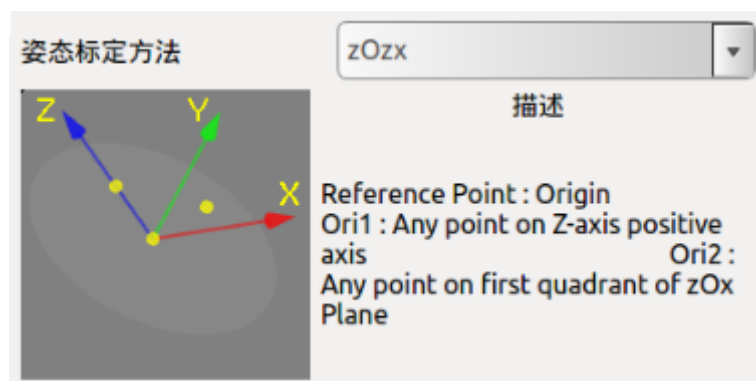 姿态标定方法
zOzx
描述
Z
Y
X
Reference Point : Origin
Ori1 : Any point on Z-axis positive
axis Ori2 :
Any point on first quadrant of zOx
Plane